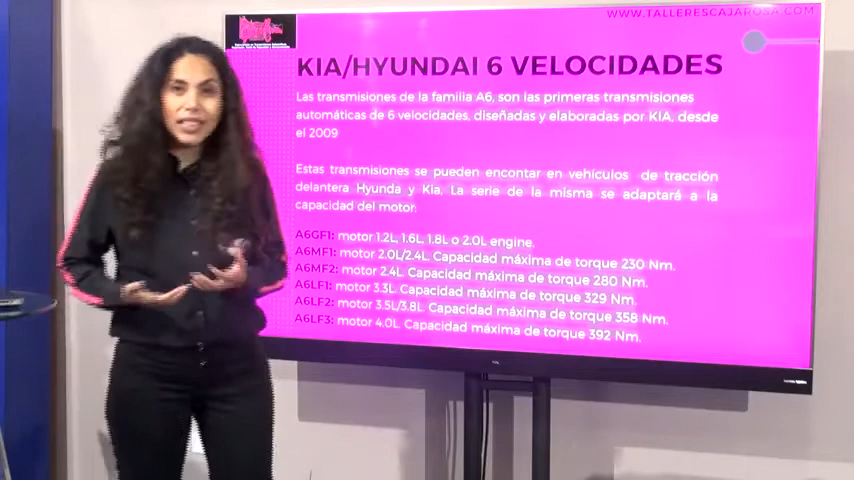 WWW.TALLERESCAJAROSA.COM
KIA/HYUNDAI 6 VELOCIDADES
Las transmisiones de la familia A6, son las primeras transmisiones
automáticas de 6 velocidades, diseñadas y elaboradas por KIA, desde
el 2009
Estas transmisiones se pueden encontar en vehículos de tracción
delantera Hyunda y Kia. La serie de la misma se adaptará a la
capacidad del motor:
A6GF1: motor 1.2L, 1.6L, 1.8L o 2.0L engine.
A6MF1: motor 2.0L/2.4L. Capacidad máxima de torque 230 Nm.
A6MF2: motor 2.4L. Capacidad máxima de torque 280 Nm.
A6LF1: motor 3.3L. Capacidad máxima de torque 329 Nm.
A6LF2: motor 3.5L/3.8L. Capacidad máxima de torque 358 Nm.
A6LF3: motor 4.0L. Capacidad máxima de torque 392 Nm.